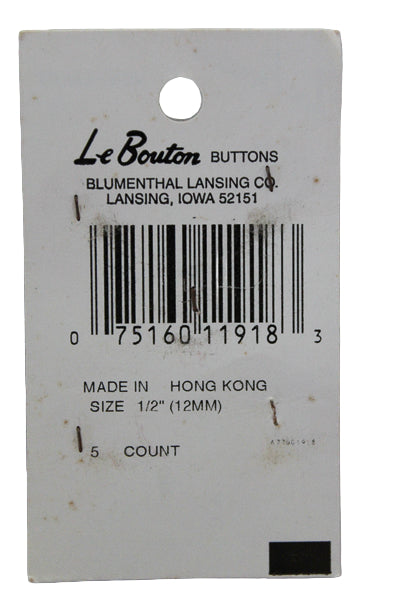 Le Bouton BUTTONS
BLUMENTHAL LANSING CO.
LANSING, IOWA 52151
0 75160 11918 3
MADE IN HONG KONG
SIZE 1/2" (12MM)
5 COUNT